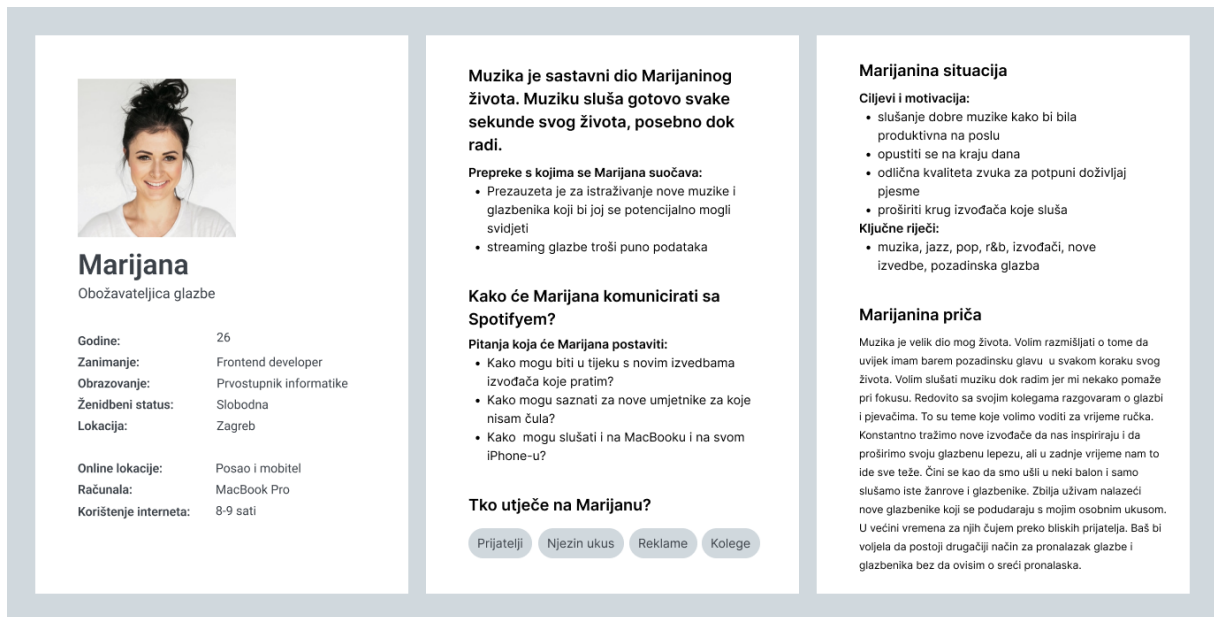 Marijana
Obožavateljica glazbe
Godine: 26
Zanimanje: Frontend developer
Obrazovanje: Prvostupnik informatike
Ženidbeni status: Slobodna
Lokacija: Zagreb
Online lokacije: Posao i mobitel
Računala: MacBook Pro
Korištenje interneta: 8-9 sati
Muzika je sastavni dio Marijaninog
života. Muziku sluša gotovo svake
sekunde svog života, posebno dok
radi.
Prepreke s kojima se Marijana suočava:
• Prezauzeta je za istraživanje nove muzike i
glazbenika koji bi joj se potencijalno mogli
svidjeti
• streaming glazbe troši puno podataka
Kako će Marijana komunicirati sa
Spotifyem?
Pitanja koja će Marijana postaviti:
• Kako mogu biti u tijeku s novim izvedbama
izvođača koje pratim?
• Kako mogu saznati za nove umjetnike za koje
nisam čula?
• Kako mogu slušati i na MacBooku i na svom
iPhone-u?
Tko utječe na Marijanu?
Prijatelji Njezin ukus Reklame Kolege
Marijanina situacija
Ciljevi i motivacija:
• slušanje dobre muzike kako bi bila
produktivna na poslu
• opustiti se na kraju dana
• odlična kvaliteta zvuka za potpuni doživljaj
pjesme
• proširiti krug izvođača koje sluša
Ključne riječi:
• muzika, jazz, pop, r&b, izvođači, nove
izvedbe, pozadinska glazba
Marijanina priča
Muzika je velik dio mog života. Volim razmišljati o tome da
uvijek imam barem pozadinsku glavu u svakom koraku svog
života. Volim slušati muziku dok radim jer mi nekako pomaže
pri fokusu. Redovito sa svojim kolegama razgovaram o glazbi
i pjevačima. To su teme koje volimo voditi za vrijeme ručka.
Konstantno tražimo nove izvođače da nas inspiriraju i da
proširimo svoju glazbenu lepezu, ali u zadnje vrijeme nam to
ide sve teže. Čini se kao da smo ušli u neki balon i samo
slušamo iste žanrove i glazbenike. Zbilja uživam nalazeći
nove glazbenike koji se podudaraju s mojim osobnim ukusom.
U većini vremena za njih čujem preko bliskih prijatelja. Baš bi
voljela da postoji drugačiji način za pronalazak glazbe i
glazbenika bez da ovisim o sreći pronalaska.